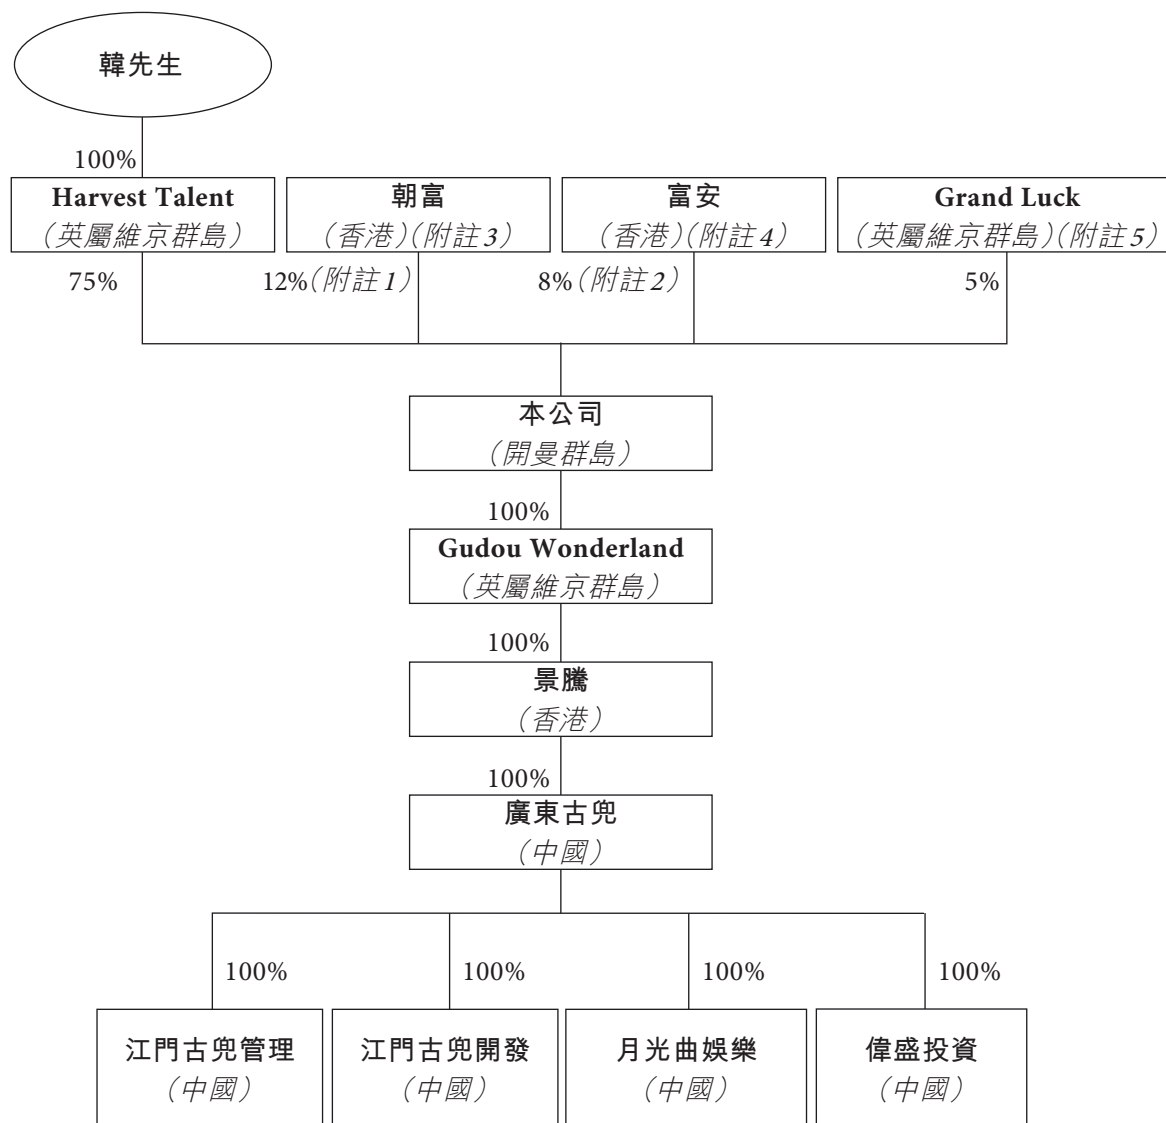 韓先生
100%
Harvest Talent
(英屬維京群島)
朝富
(香港)(附註3)
富安
(香港)(附註4)
Grand Luck
(英屬維京群島)(附註5)
75%
12%(附註1)
8%(附註2)
5%
本公司
(開曼群島)
100%
Gudou Wonderland
(英屬維京群島)
100%
景騰
(香港)
100%
廣東古兜
(中國)
100%
100%
100%
100%
江門古兜管理
(中國)
江門古兜開發
(中國)
月光曲娛樂
(中國)
偉盛投資
(中國)